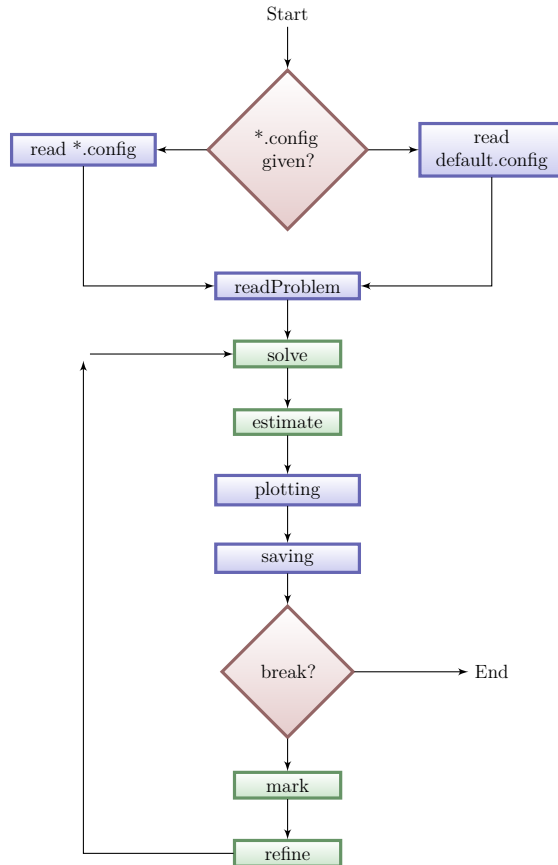 Start
*.config
given?
read *.config
read
default.config
readProblem
solve
estimate
plotting
saving
break?
End
mark
refine